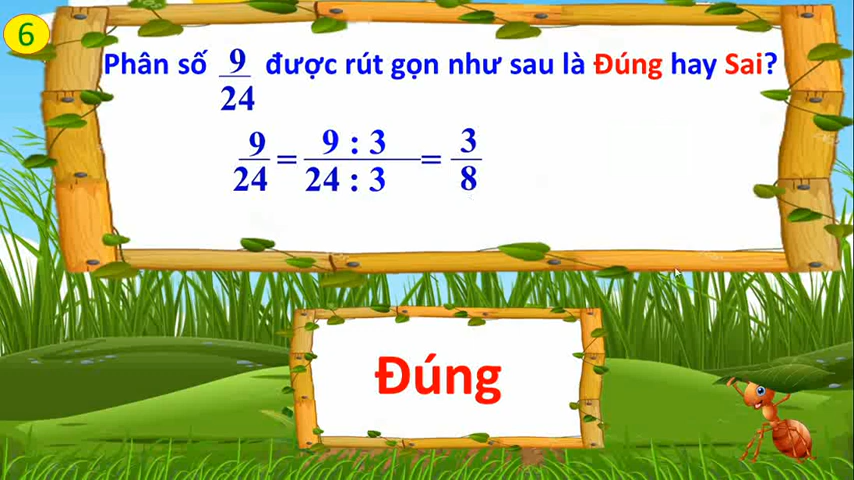 6
Phân số 9/24 được rút gọn như sau là Đúng hay Sai?
9/24 = 9 : 3/24 : 3 = 3/8
Đúng